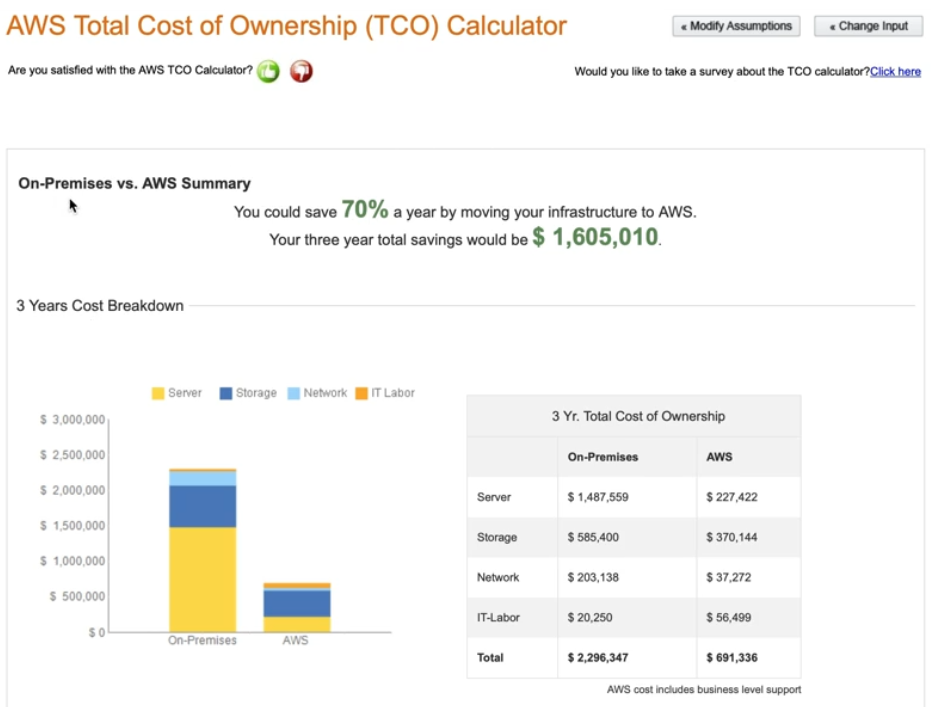 AWS Total Cost of Ownership (TCO) Calculator
« Modify Assumptions
« Change Input
Are you satisfied with the AWS TCO Calculator?
Would you like to take a survey about the TCO calculator?Click here
On-Premises vs. AWS Summary
You could save 70% a year by moving your infrastructure to AWS.
Your three year total savings would be $ 1,605,010.
3 Years Cost Breakdown
Server Storage Network IT Labor
$ 3,000,000
$ 2,500,000
$ 2,000,000
$ 1,500,000
$ 1,000,000
$ 500,000
$ 0
On-Premises AWS
3 Yr. Total Cost of Ownership
On-Premises AWS
Server $ 1,487,559 $ 227,422
Storage $ 585,400 $ 370,144
Network $ 203,138 $ 37,272
IT-Labor $ 20,250 $ 56,499
Total $ 2,296,347 $ 691,336
AWS cost includes business level support